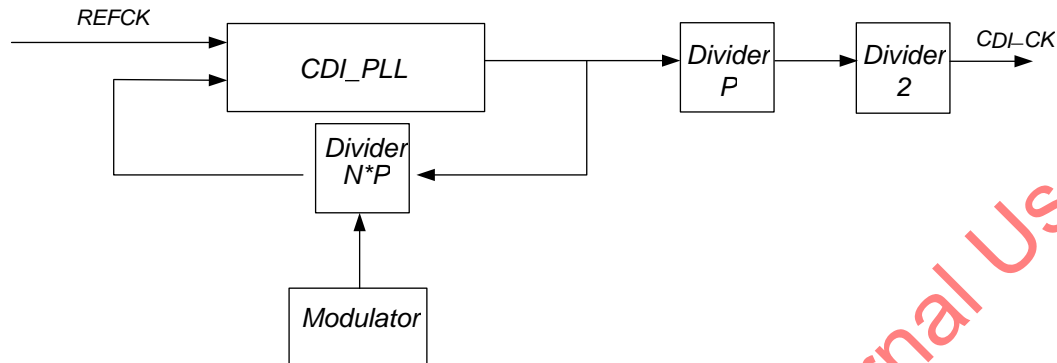 REFCK
CDI_PLL
Divider
P
Divider
2
CDI_CK
Divider
N*P
Modulator